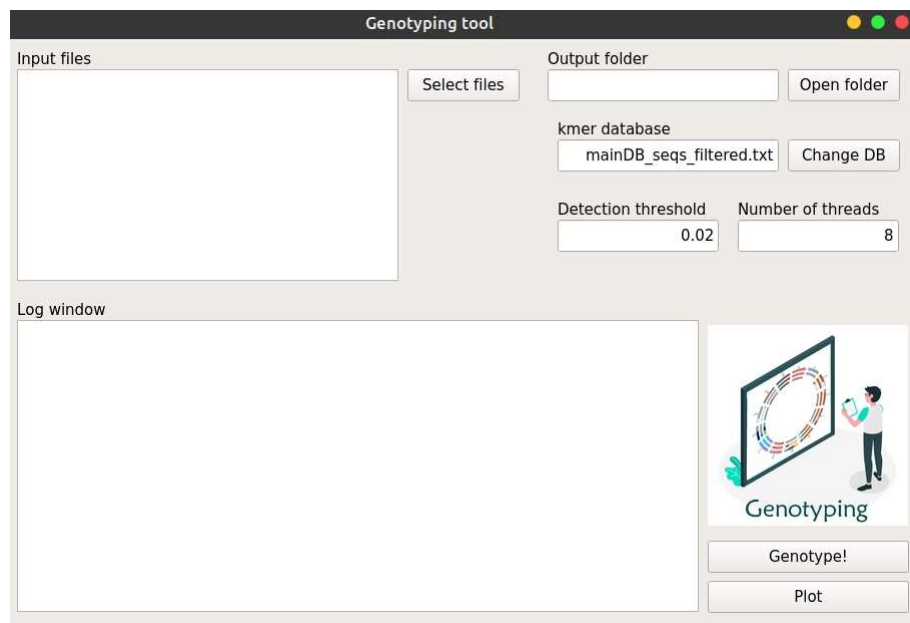 Genotyping tool
Input files
Select files
Output folder
Open folder
kmer database
mainDB_seqs_filtered.txt
Change DB
Detection threshold
Number of threads
0.02
8
Log window
Genotyping
Genotype!
Plot